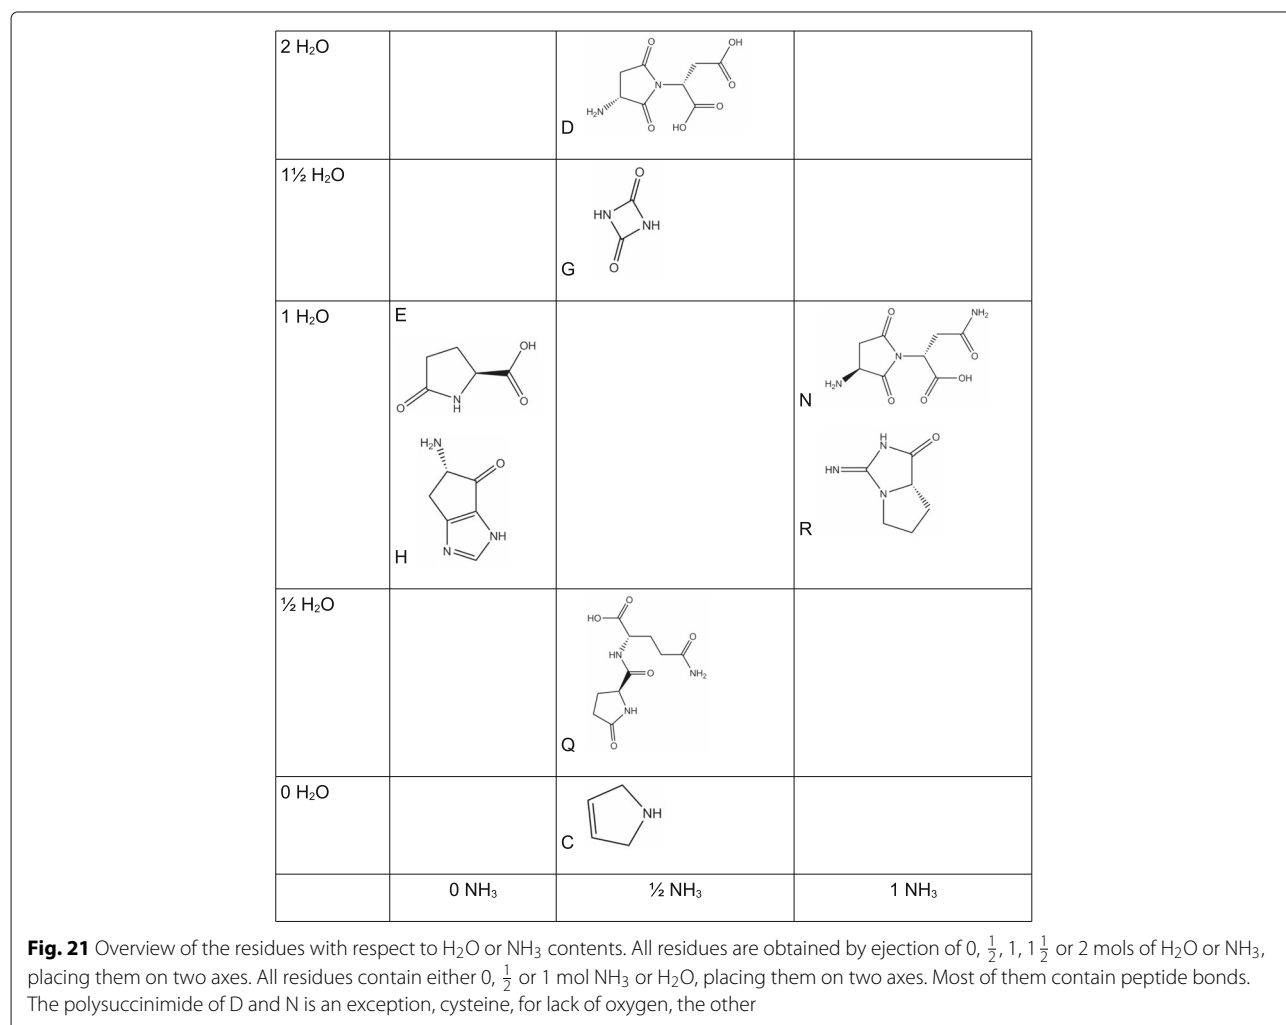 2 H₂O
O
OH
N
O
H₂N
O
O
HO
D
1½ H₂O
O
HN
NH
O
G
1 H₂O
E
OH
O
N
H
O
H₂N
O
NH
N
H
O
NH₂
N
O
H₂N
OH
O
O
N
H
N
O
HN
N
R
½ H₂O
O
HO
O
HN
O
NH₂
NH
O
Q
0 H₂O
NH
C
0 NH₃
½ NH₃
1 NH₃
Fig. 21 Overview of the residues with respect to H₂O or NH₃ contents. All residues are obtained by ejection of 0, ½, 1, 1 ½ or 2 mols of H₂O or NH₃,
placing them on two axes. All residues contain either 0, ½ or 1 mol NH₃ or H₂O, placing them on two axes. Most of them contain peptide bonds.
The polysuccinimide of D and N is an exception, cysteine, for lack of oxygen, the other